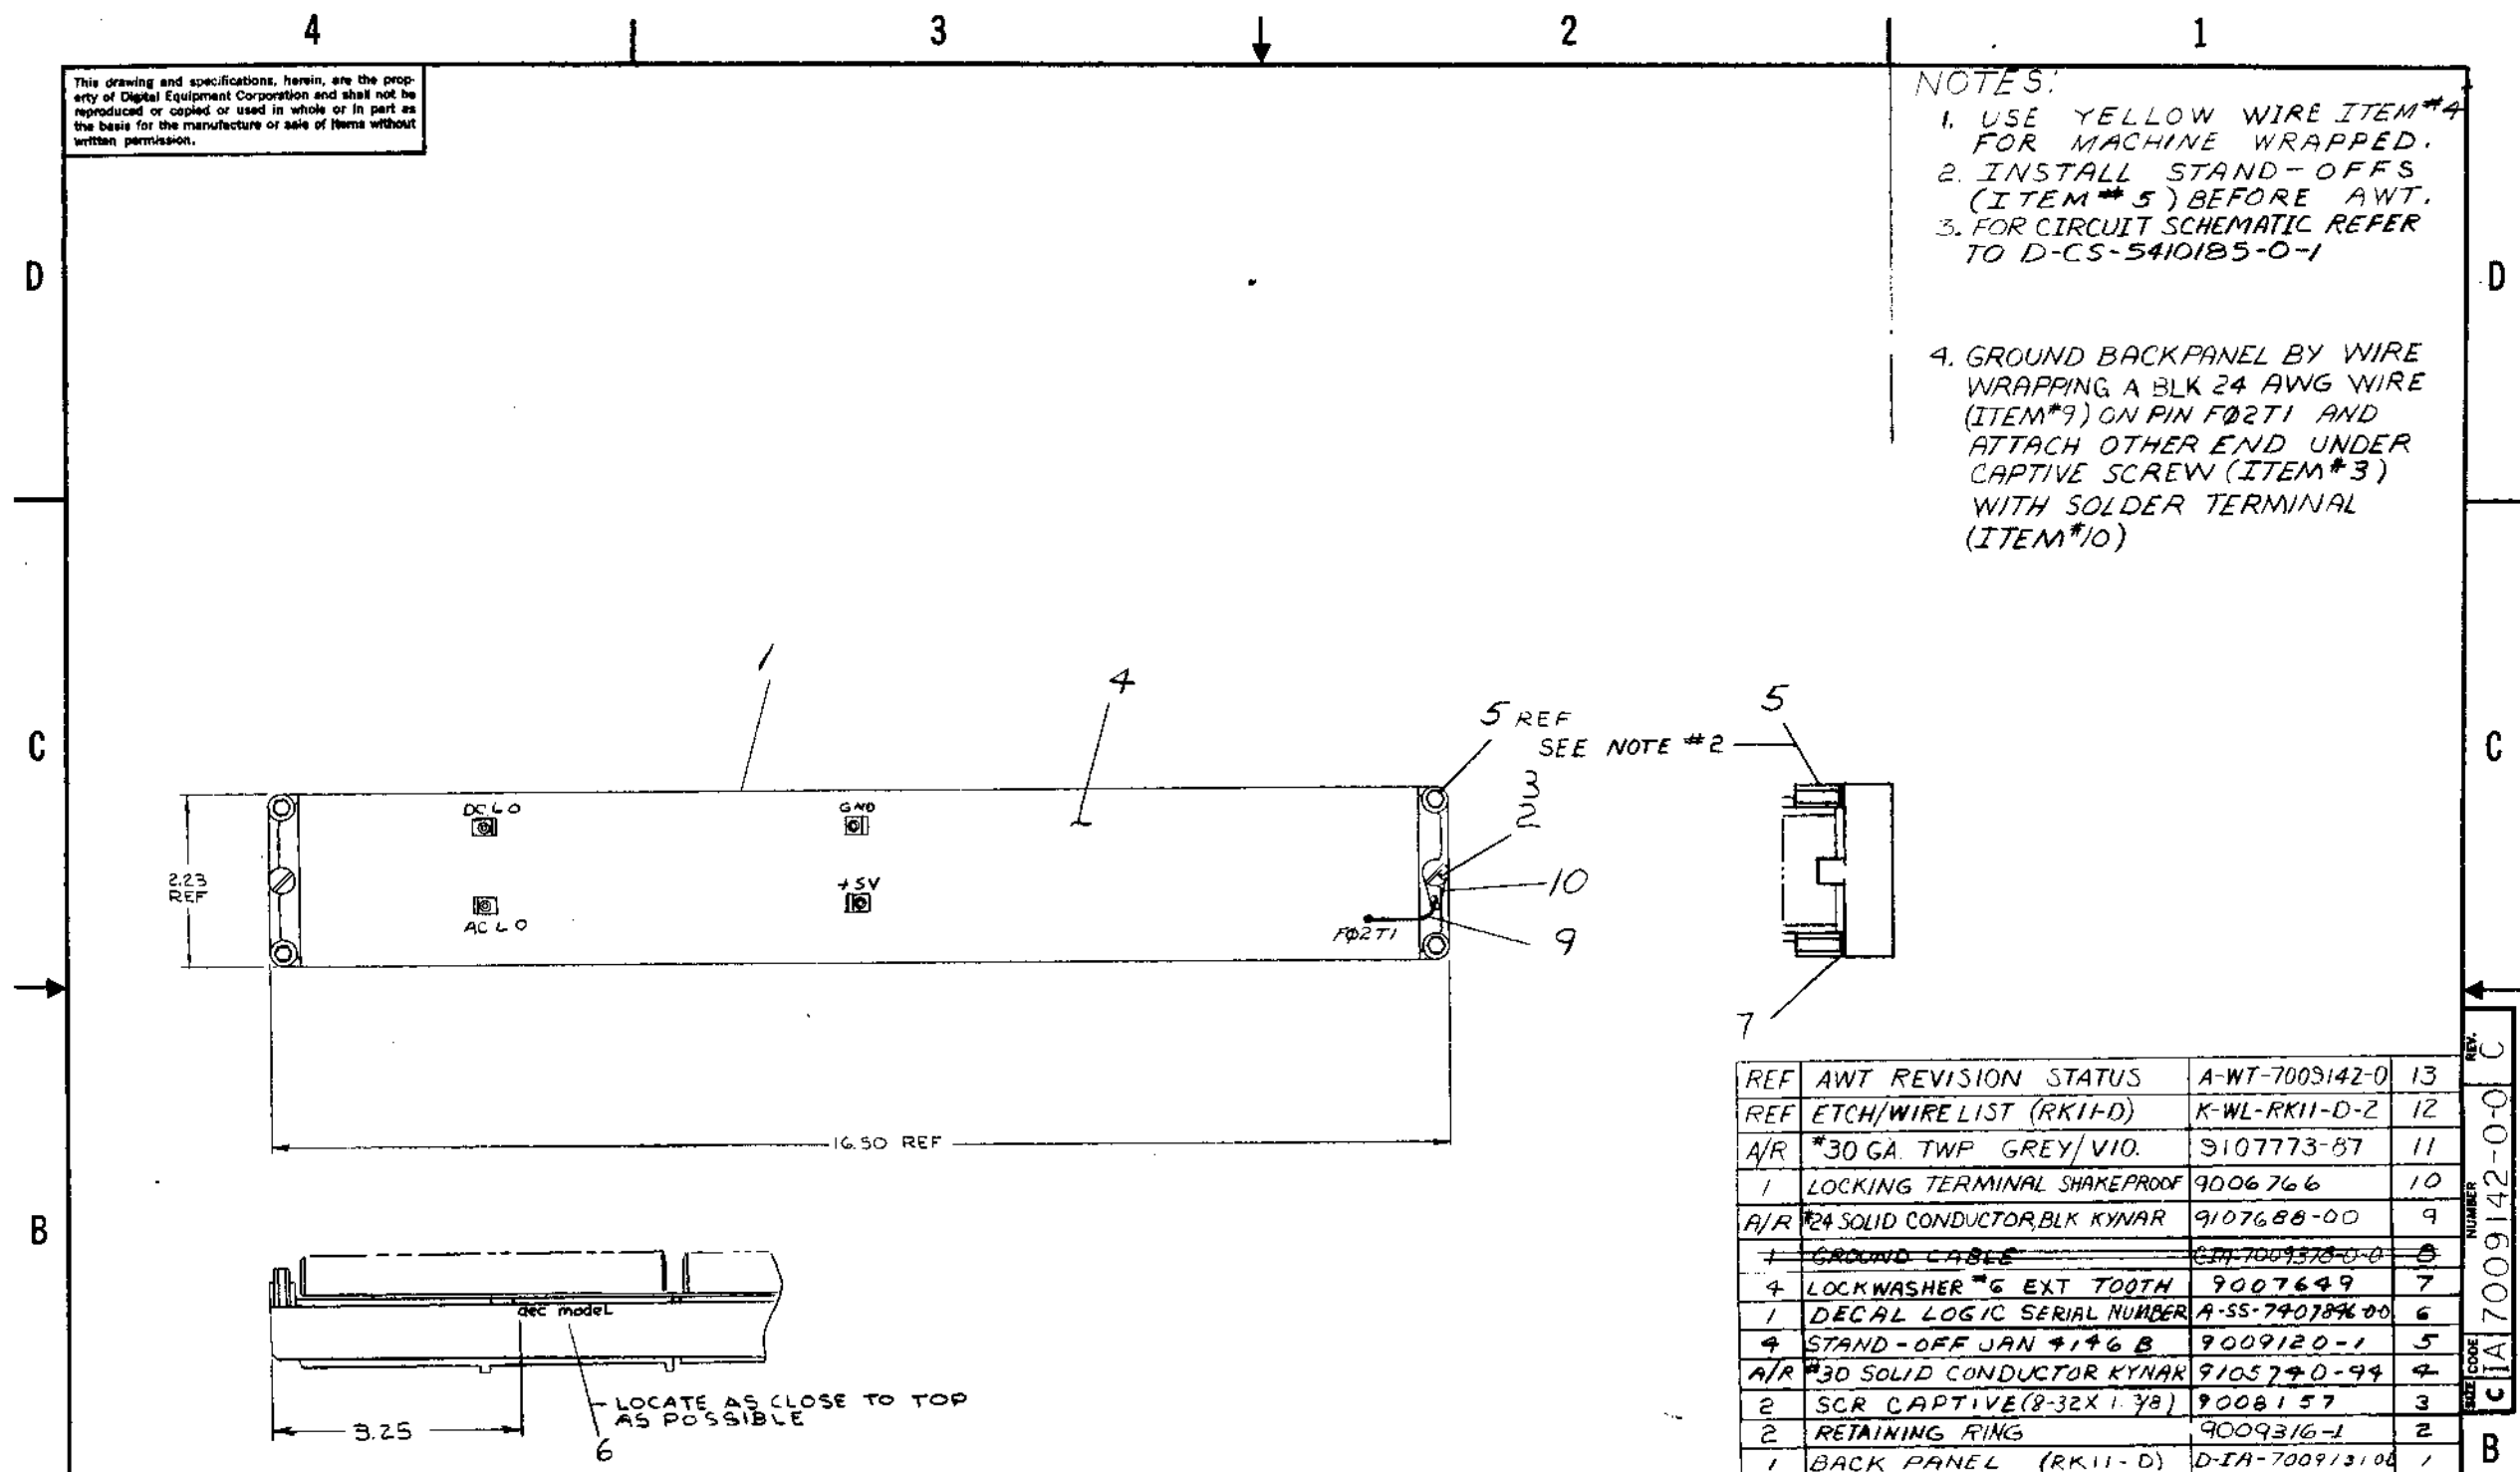 4 3 2 1
This drawing and specifications, herein, are the prop-
erty of Digital Equipment Corporation and shall not be
reproduced or copied or used in whole or in part as
the basis for the manufacture or sale of items without
written permission.
NOTES:
1. USE YELLOW WIRE ITEM #4
FOR MACHINE WRAPPED.
2. INSTALL STAND-OFFS
(ITEM # 5) BEFORE AWT.
3. FOR CIRCUIT SCHEMATIC REFER
TO D-CS-5410185-0-1
4. GROUND BACKPANEL BY WIRE
WRAPPING A BLK 24 AWG WIRE
(ITEM #9) ON PIN FØ2T1 AND
ATTACH OTHER END UNDER
CAPTIVE SCREW (ITEM #3)
WITH SOLDER TERMINAL
(ITEM #10)
D D
C C
1
4
5 REF
SEE NOTE #2
5
3
2
10
9
7
DC LO
GND
+5V
AC LO
FØ2T1
2.23
REF
16.50 REF
B
dec model
LOCATE AS CLOSE TO TOP
AS POSSIBLE
3.25
6
REF AWT REVISION STATUS A-WT-7009142-0 13
REF ETCH/WIRE LIST (RK11-D) K-WL-RK11-D-2 12
A/R #30 GA. TWP GREY/VIO. 9107773-87 11
1 LOCKING TERMINAL SHAKEPROOF 9006766 10
A/R #24 SOLID CONDUCTOR, BLK KYNAR 9107688-00 9
1 GROUND CABLE 8
4 LOCKWASHER #6 EXT TOOTH 9007649 7
1 DECAL LOGIC SERIAL NUMBER 6
4 STAND-OFF JAN 4146 B 9009120-1 5
A/R #30 SOLID CONDUCTOR KYNAR 9105740-44 4
2 SCR CAPTIVE (8-32X 1.3/8) 9008157 3
2 RETAINING RING 9009316-1 2
1 BACK PANEL (RK11-D) 1
REV. C
NUMBER 7009142-0-0
CODE IA
SIZE C
B